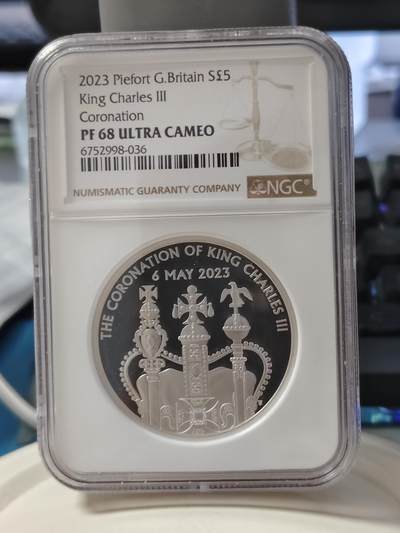 2023 Piefort G.Britain S£5
King Charles III
Coronation
PF 68 ULTRA CAMEO
6752998-036
NUMISMATIC GUARANTY COMPANY
NGC
THE CORONATION OF KING CHARLES III
6 MAY 2023